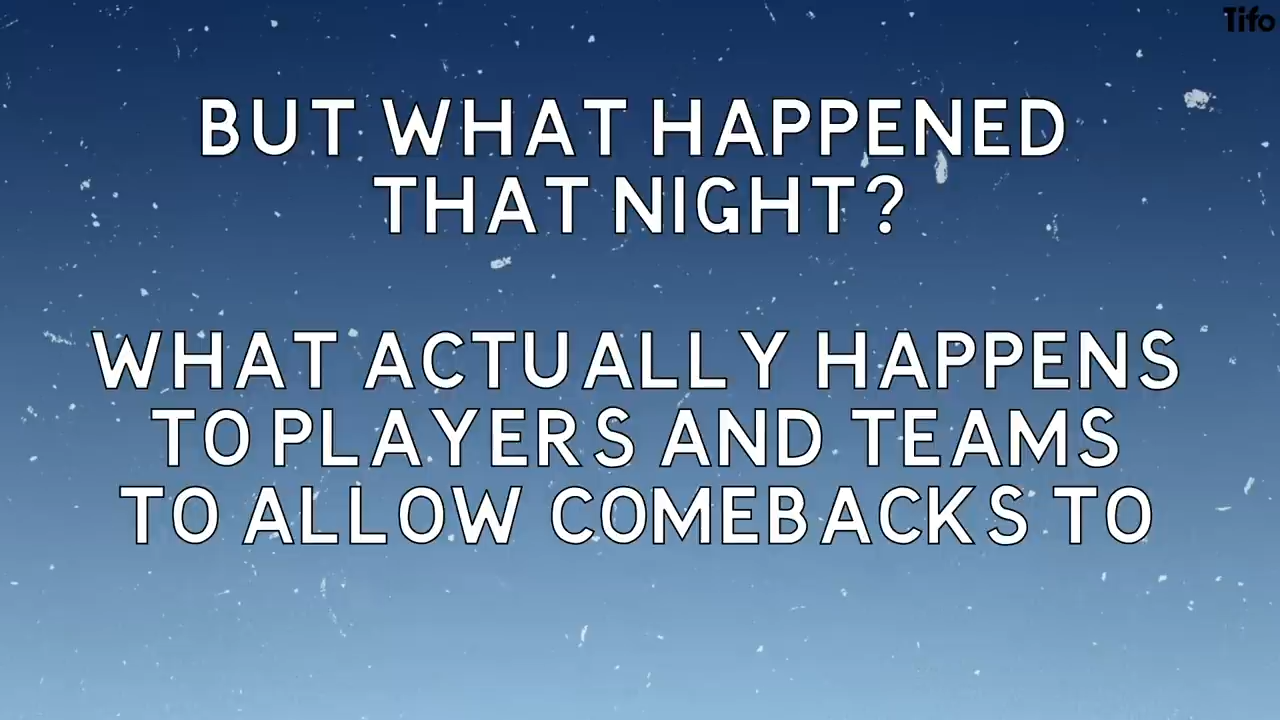 Tifo
BUT WHAT HAPPENED
THAT NIGHT?
WHAT ACTUALLY HAPPENS
TO PLAYERS AND TEAMS
TO ALLOW COMEBACKS TO